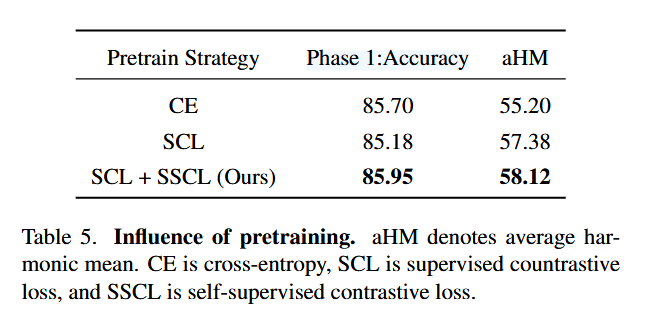 Pretrain Strategy Phase 1:Accuracy aHM
CE 85.70 55.20
SCL 85.18 57.38
SCL + SSCL (Ours) 85.95 58.12
Table 5. Influence of pretraining. aHM denotes average har-
monic mean. CE is cross-entropy, SCL is supervised countrastive
loss, and SSCL is self-supervised contrastive loss.